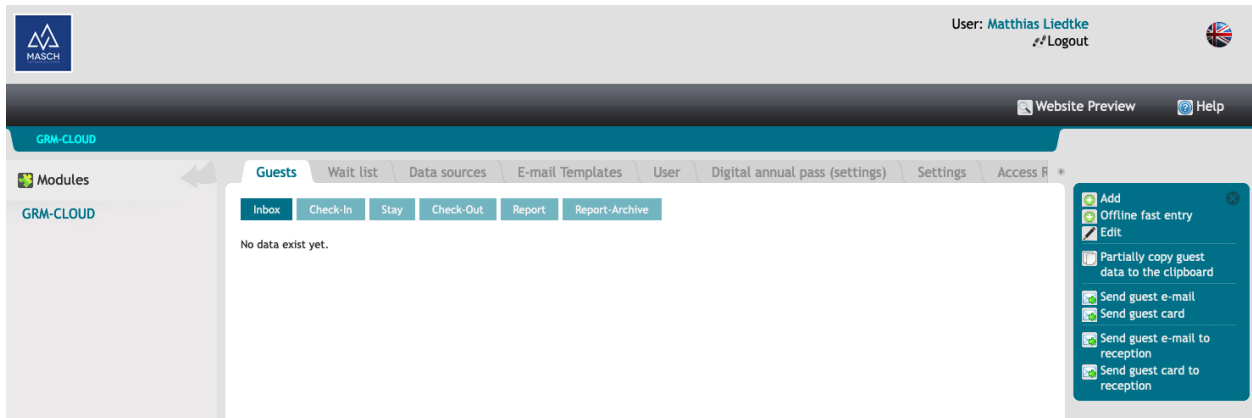 User: Matthias Liedtke
Logout
MASCH
Website Preview
Help
GRM-CLOUD
Modules
GRM-CLOUD
Guests
Wait list
Data sources
E-mail Templates
User
Digital annual pass (settings)
Settings
Access R
Inbox
Check-In
Stay
Check-Out
Report
Report-Archive
No data exist yet.
Add
Offline fast entry
Edit
Partially copy guest
data to the clipboard
Send guest e-mail
Send guest card
Send guest e-mail to
reception
Send guest card to
reception